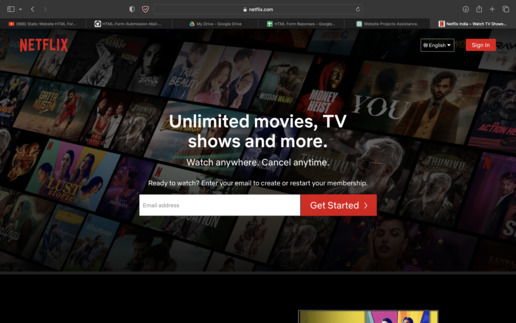 netflix.com
(666) Static Website HTML For...
HTML Form-Submission-Mail-...
My Drive – Google Drive
HTML Form Reponses - Google...
Website Projects Assistance
Netflix India – Watch TV Shows...
NETFLIX
English
Sign In
MONEY HEIST
YOU
LUST
Unlimited movies, TV
shows and more.
Watch anywhere. Cancel anytime.
Ready to watch? Enter your email to create or restart your membership.
Email address
Get Started >